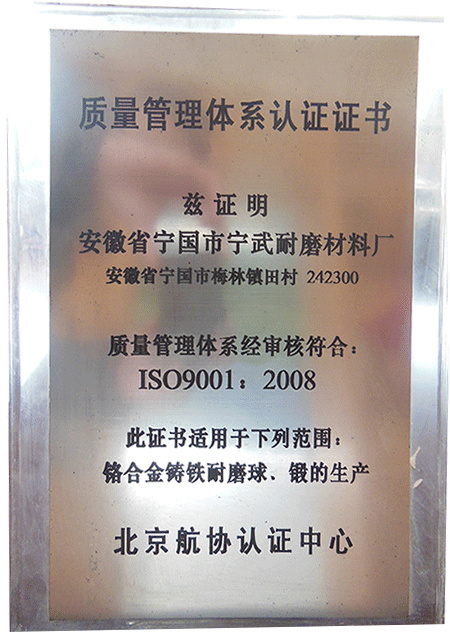 质量管理体系认证证书
兹证明
安徽省宁国市宁武耐磨材料厂
安徽省宁国市梅林镇田村 242300
质量管理体系经审核符合：
ISO9001：2008
此证书适用于下列范围：
铬合金铸铁耐磨球、锻的生产
北京航协认证中心